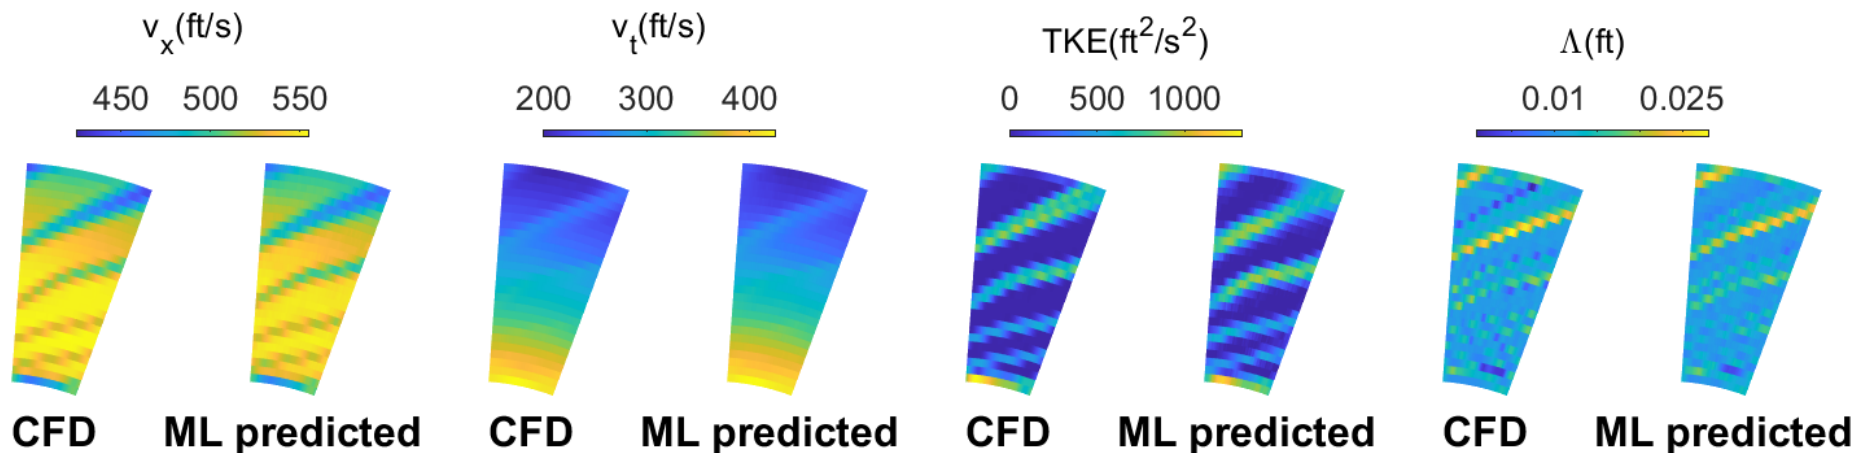 v_x(ft/s) v_t(ft/s) TKE(ft²/s²) Λ(ft)
450 500 550 200 300 400 0 500 1000 0.01 0.025
CFD ML predicted CFD ML predicted CFD ML predicted CFD ML predicted